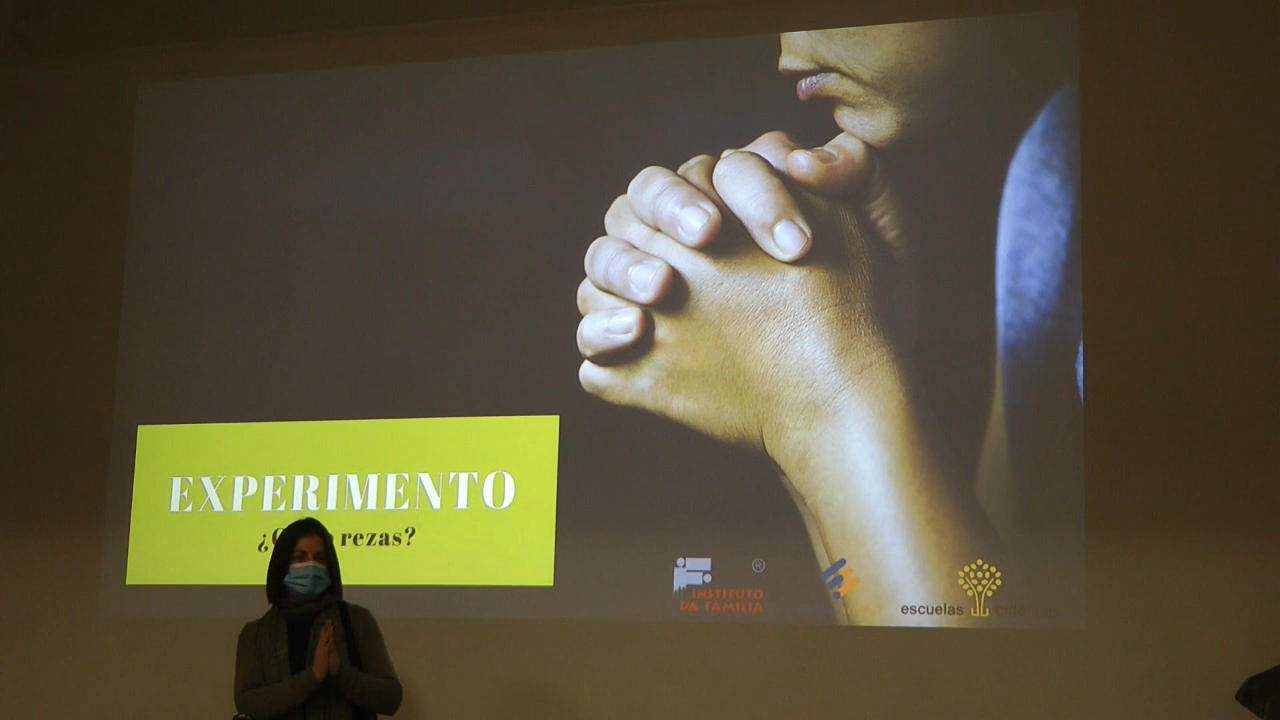 EXPERIMENTO
rezas?
®
INSTITUTO
DA FAMILIA
escuelas